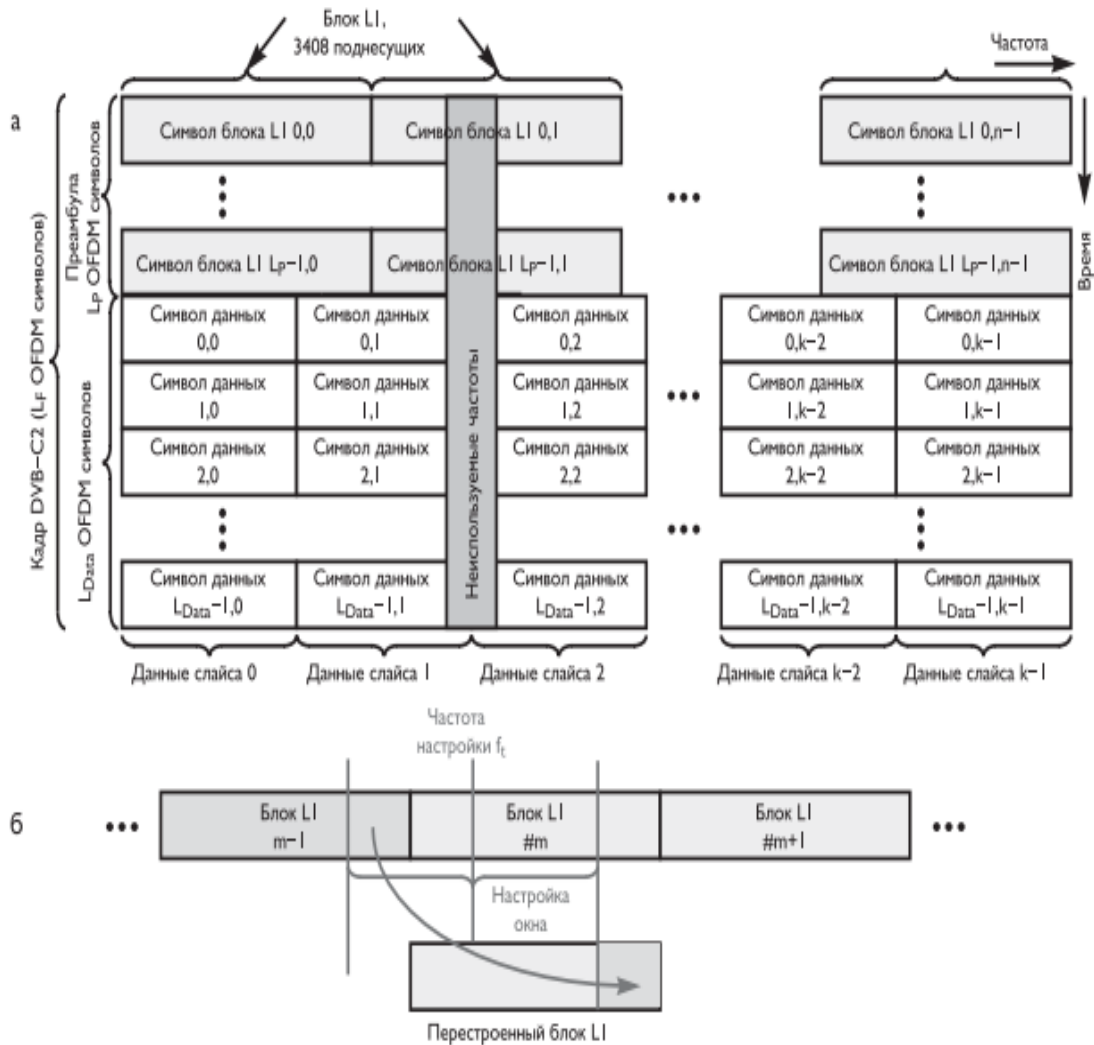 Блок L1,
3408 поднесущих
Частота
Время
а
Кадр DVB-C2 (LF OFDM символов)
Преамбула
LP OFDM символов
LData OFDM символов
Символ блока L1 0,0
Символ блока L1 0,1
Символ блока L1 0,n-1
Символ блока L1 LP-1,0
Символ блока L1 LP-1,1
Символ блока L1 LP-1,n-1
Неиспользуемые частоты
Символ данных
0,0
Символ данных
0,1
Символ данных
0,2
Символ данных
0,k-2
Символ данных
0,k-1
Символ данных
1,0
Символ данных
1,1
Символ данных
1,2
Символ данных
1,k-2
Символ данных
1,k-1
Символ данных
2,0
Символ данных
2,1
Символ данных
2,2
Символ данных
2,k-2
Символ данных
2,k-1
Символ данных
LData-1,0
Символ данных
LData-1,1
Символ данных
LData-1,2
Символ данных
LData-1,k-2
Символ данных
LData-1,k-1
Данные слайса 0
Данные слайса 1
Данные слайса 2
Данные слайса k-2
Данные слайса k-1
Частота
настройки ft
б
Блок L1
m-1
Блок L1
#m
Блок L1
#m+1
Настройка
окна
Перестроенный блок L1